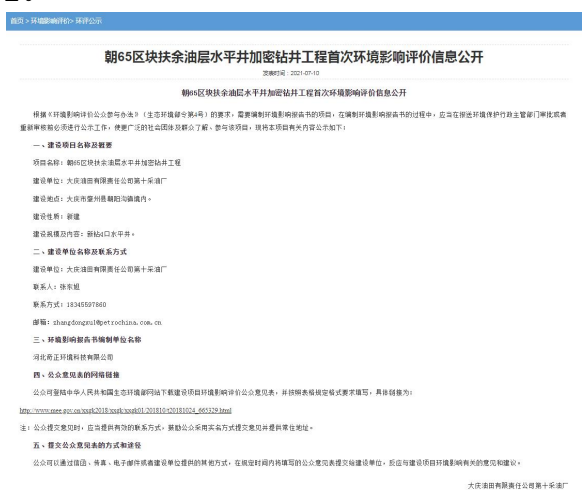 首页 > 环境影响评价> 环评公示
朝65区块扶余油层水平井加密钻井工程首次环境影响评价信息公开
发表时间：2021-07-10
朝65区块扶余油层水平井加密钻井工程首次环境影响评价信息公开
根据《环境影响评价公众参与办法》（生态环境部令第4号）的要求，需要编制环境影响报告书的项目，在编制环境影响报告书的过程中，应当在报送环境保护行政主管部门审批或者
重新审核前必须进行公示工作，使更广泛的社会团体及群众了解、参与该项目，现将本项目有关内容公示如下：
一、建设项目名称及概要
项目名称：朝65区块扶余油层水平井加密钻井工程
建设单位：大庆油田有限责任公司第十采油厂
建设地点：大庆市肇州县朝阳沟镇境内。
建设性质：新建
建设规模及内容：新钻4口水平井。
二、建设单位名称及联系方式
建设单位：大庆油田有限责任公司第十采油厂
联系人：张东旭
联系方式：18345597860
邮箱：zhangdongxu1@petrochina.com.cn
三、环境影响报告书编制单位名称
河北奇正环境科技有限公司
四、公众意见表的网络链接
公众可登陆中华人民共和国生态环境部网站下载建设项目环境影响评价公众意见表，并按照表格规定格式要求填写，具体链接为：
http://www.mee.gov.cn/xxgk2018/xxgk/xxgk01/201810/t20181024_665329.html
注：公众提交意见时，应当提供有效的联系方式，鼓励公众采用实名方式提交意见并提供常住地址。
五、提交公众意见表的方式和途径
公众可以通过信函、传真、电子邮件或者建设单位提供的其他方式，在规定时间内将填写的公众意见表提交给建设单位，反应与建设项目环境影响有关的意见和建议。
大庆油田有限责任公司第十采油厂